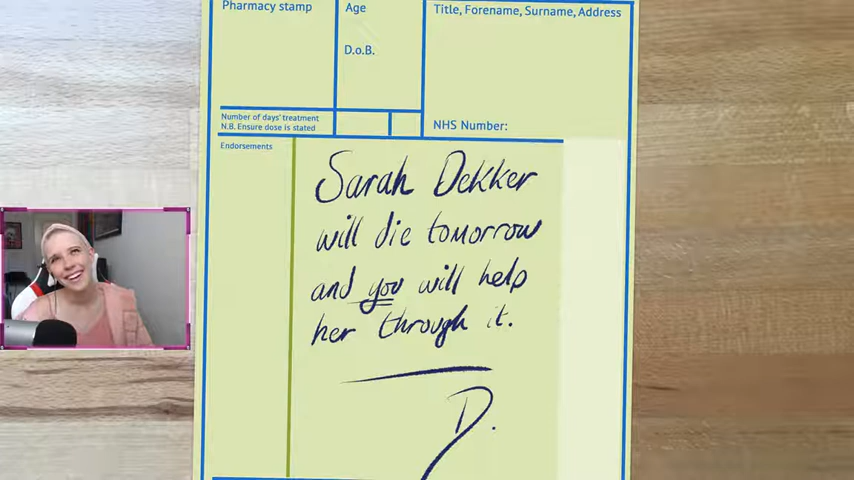 Pharmacy stamp
Age
Title, Forename, Surname, Address
D.o.B.
Number of days' treatment
N.B. Ensure dose is stated
NHS Number:
Endorsements
Sarah Dekker
will die tomorrow
and you will help
her through it.
D.